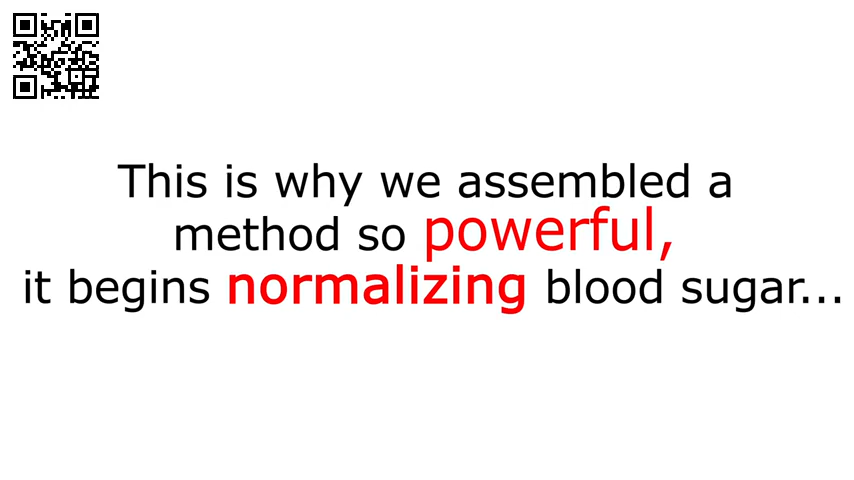 This is why we assembled a
method so powerful,
it begins normalizing blood sugar...